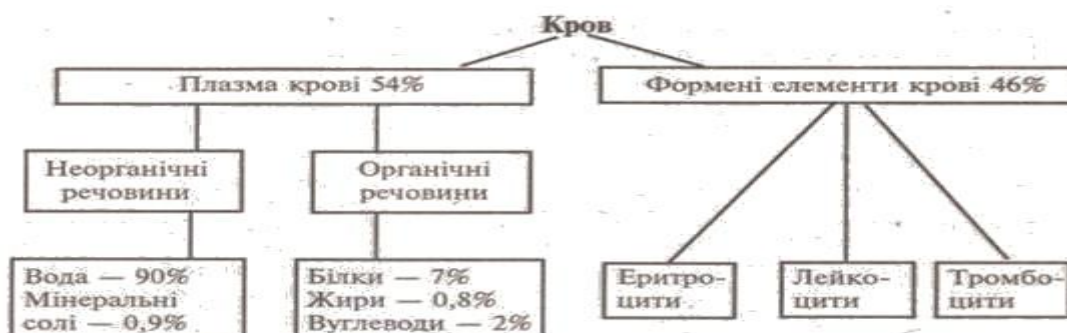 Кров
Плазма крові 54%
Формені елементи крові 46%
Неорганічні
речовини
Органічні
речовини
Вода — 90%
Мінеральні
солі — 0,9%
Білки — 7%
Жири — 0,8%
Вуглеводи — 2%
Еритро-
цити
Лейко-
цити
Тромбо-
цити